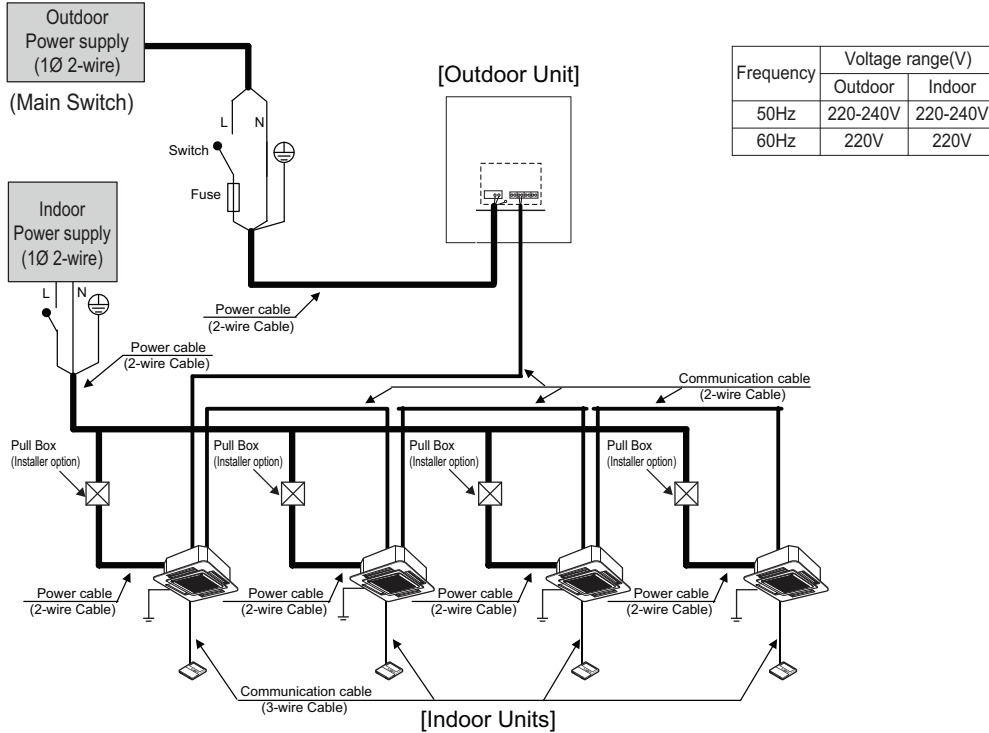 Outdoor
Power supply
(1Ø 2-wire)
(Main Switch)
L
N
Switch
Fuse
[Outdoor Unit]
Frequency
Voltage range(V)
Outdoor
Indoor
50Hz
220-240V
220-240V
60Hz
220V
220V
Indoor
Power supply
(1Ø 2-wire)
L
N
Power cable
(2-wire Cable)
Power cable
(2-wire Cable)
Communication cable
(2-wire Cable)
Pull Box
(Installer option)
Pull Box
(Installer option)
Pull Box
(Installer option)
Pull Box
(Installer option)
Power cable
(2-wire Cable)
Power cable
(2-wire Cable)
Power cable
(2-wire Cable)
Power cable
(2-wire Cable)
Communication cable
(3-wire Cable)
[Indoor Units]